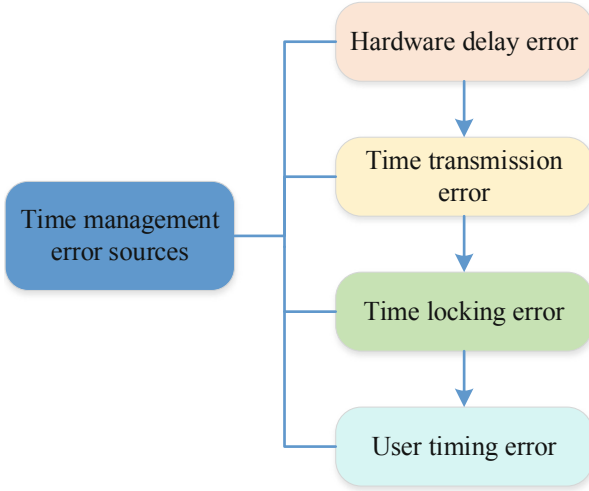 Hardware delay error
Time transmission
error
Time management
error sources
Time locking error
User timing error